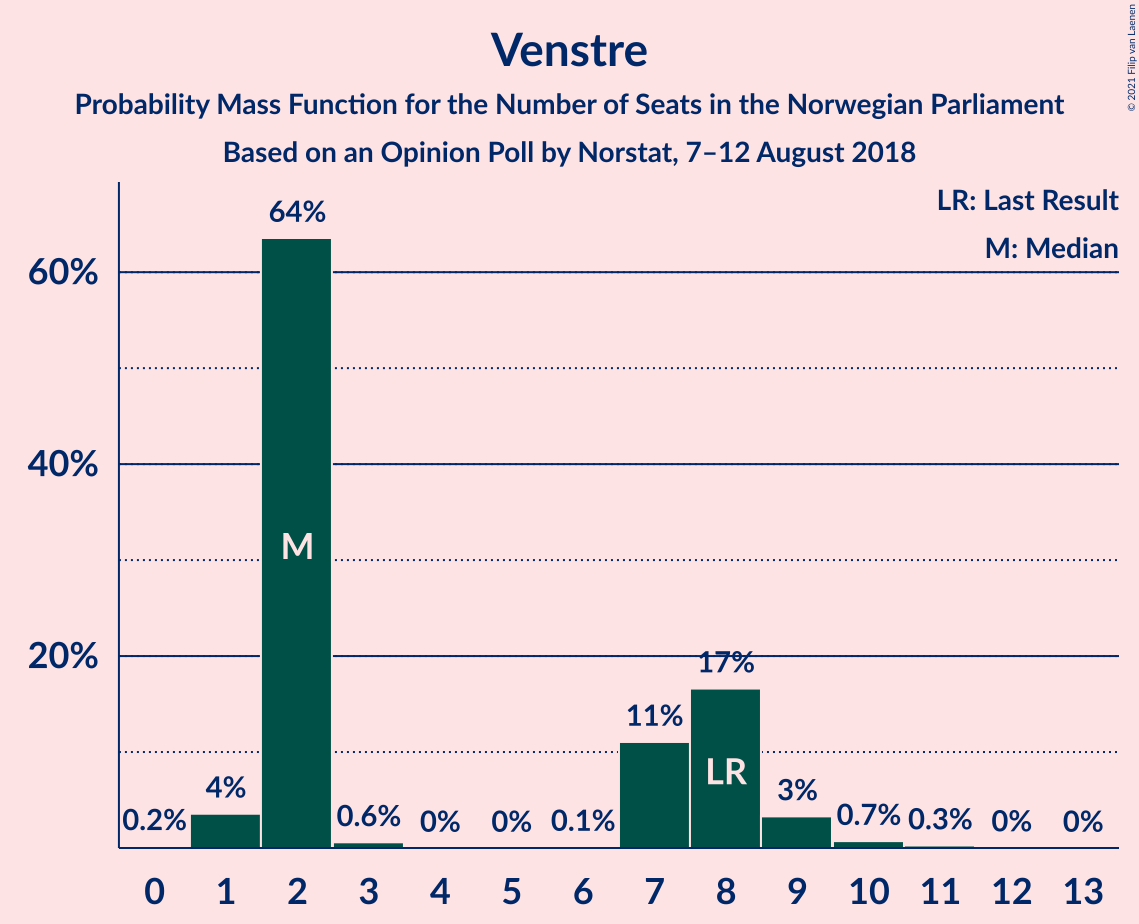 Venstre
Probability Mass Function for the Number of Seats in the Norwegian Parliament
Based on an Opinion Poll by Norstat, 7–12 August 2018
© 2021 Filip van Laenen
LR: Last Result
M: Median
60%
40%
20%
0.2%
4%
64%
0.6%
0%
0%
0.1%
11%
17%
3%
0.7%
0.3%
0%
0%
M
LR
0 1 2 3 4 5 6 7 8 9 10 11 12 13